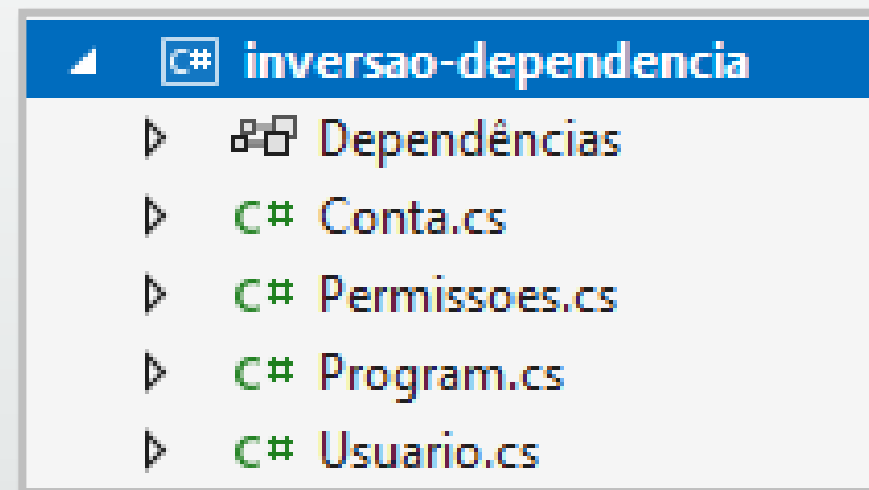 C# inversao-dependencia
Dependências
C# Conta.cs
C# Permissoes.cs
C# Program.cs
C# Usuario.cs